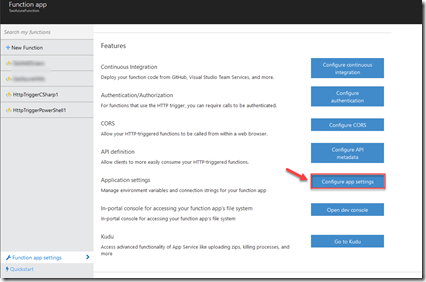 Function app
Search my functions
New Function
HttpTriggerCSharp1
HttpTriggerPowerShell1
Function app settings
Quickstart
Features
Continuous Integration
Deploy your function code from GitHub, Visual Studio Team Services, and more.
Configure continuous
integration
Authentication/Authorization
For functions that use the HTTP trigger, you can require calls to be authenticated.
Configure
authentication
CORS
Allow your HTTP-triggered functions to be called from within a web browser.
Configure CORS
API definition
Allow clients to more easily consume your HTTP-triggered functions.
Configure API
metadata
Application settings
Manage environment variables and connection strings for your function app
Configure app settings
In-portal console for accessing your function app's file system
In-portal console for accessing your function app's file system
Open dev console
Kudu
Access advanced functionality of App Service like uploading zips, killing processes, and
more
Go to Kudu